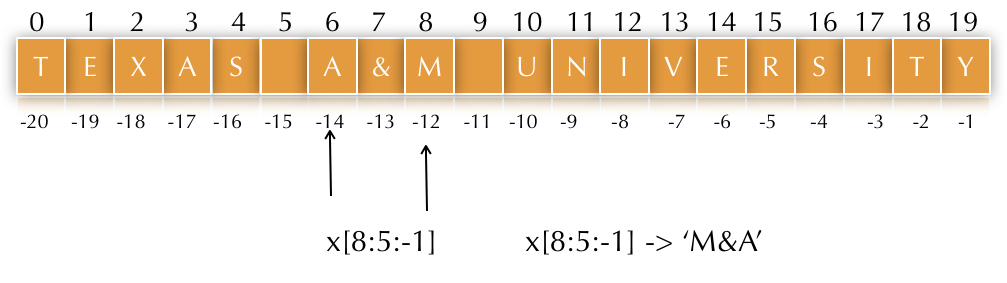 0 1 2 3 4 5 6 7 8 9 10 11 12 13 14 15 16 17 18 19
T E X A S A & M U N I V E R S I T Y
-20 -19 -18 -17 -16 -15 -14 -13 -12 -11 -10 -9 -8 -7 -6 -5 -4 -3 -2 -1
x[8:5:-1] x[8:5:-1] -> ‘M&A’